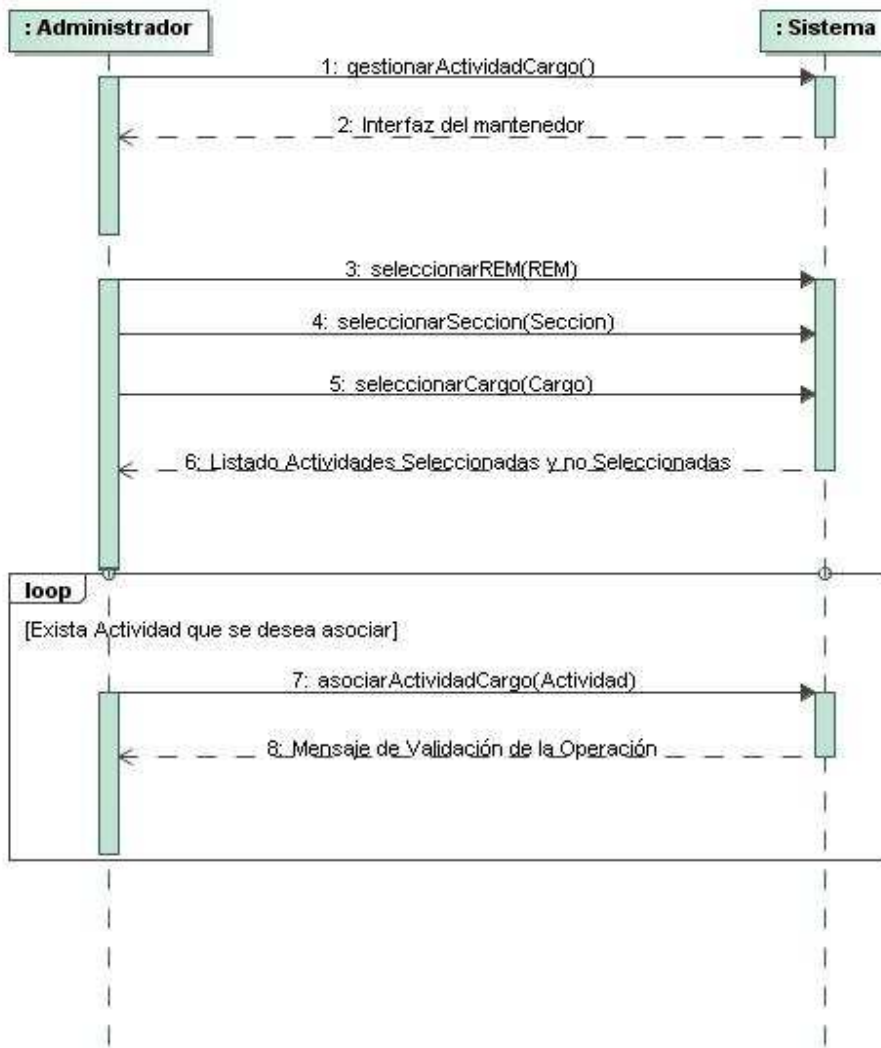 : Administrador
: Sistema
1: gestionarActividadCargo()
2: Interfaz del mantenedor
3: seleccionarREM(REM)
4: seleccionarSeccion(Seccion)
5: seleccionarCargo(Cargo)
6: Listado Actividades Seleccionadas y no Seleccionadas
loop
[Exista Actividad que se desea asociar]
7: asociarActividadCargo(Actividad)
8: Mensaje de Validación de la Operación